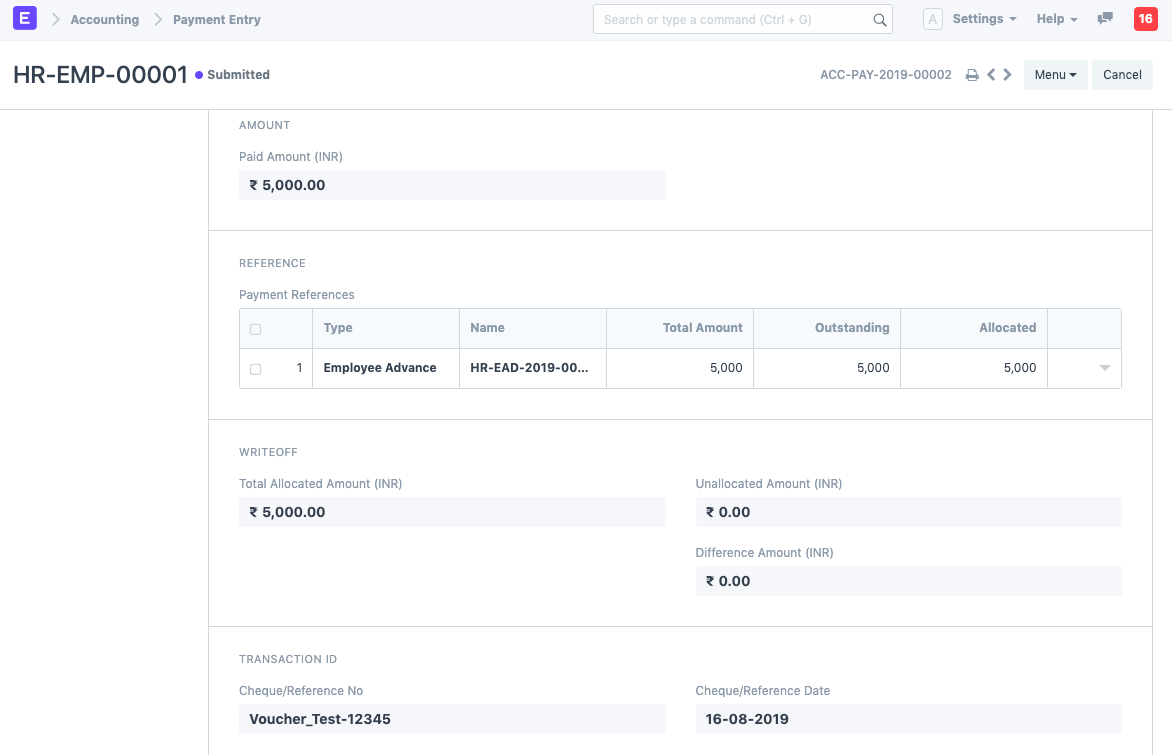 E Accounting Payment Entry Search or type a command (Ctrl + G) A Settings Help 16
HR-EMP-00001 Submitted ACC-PAY-2019-00002 Menu Cancel
AMOUNT
Paid Amount (INR)
₹ 5,000.00
REFERENCE
Payment References
Type Name Total Amount Outstanding Allocated
1 Employee Advance HR-EAD-2019-00... 5,000 5,000 5,000
WRITEOFF
Total Allocated Amount (INR) Unallocated Amount (INR)
₹ 5,000.00 ₹ 0.00
Difference Amount (INR)
₹ 0.00
TRANSACTION ID
Cheque/Reference No Cheque/Reference Date
Voucher_Test-12345 16-08-2019